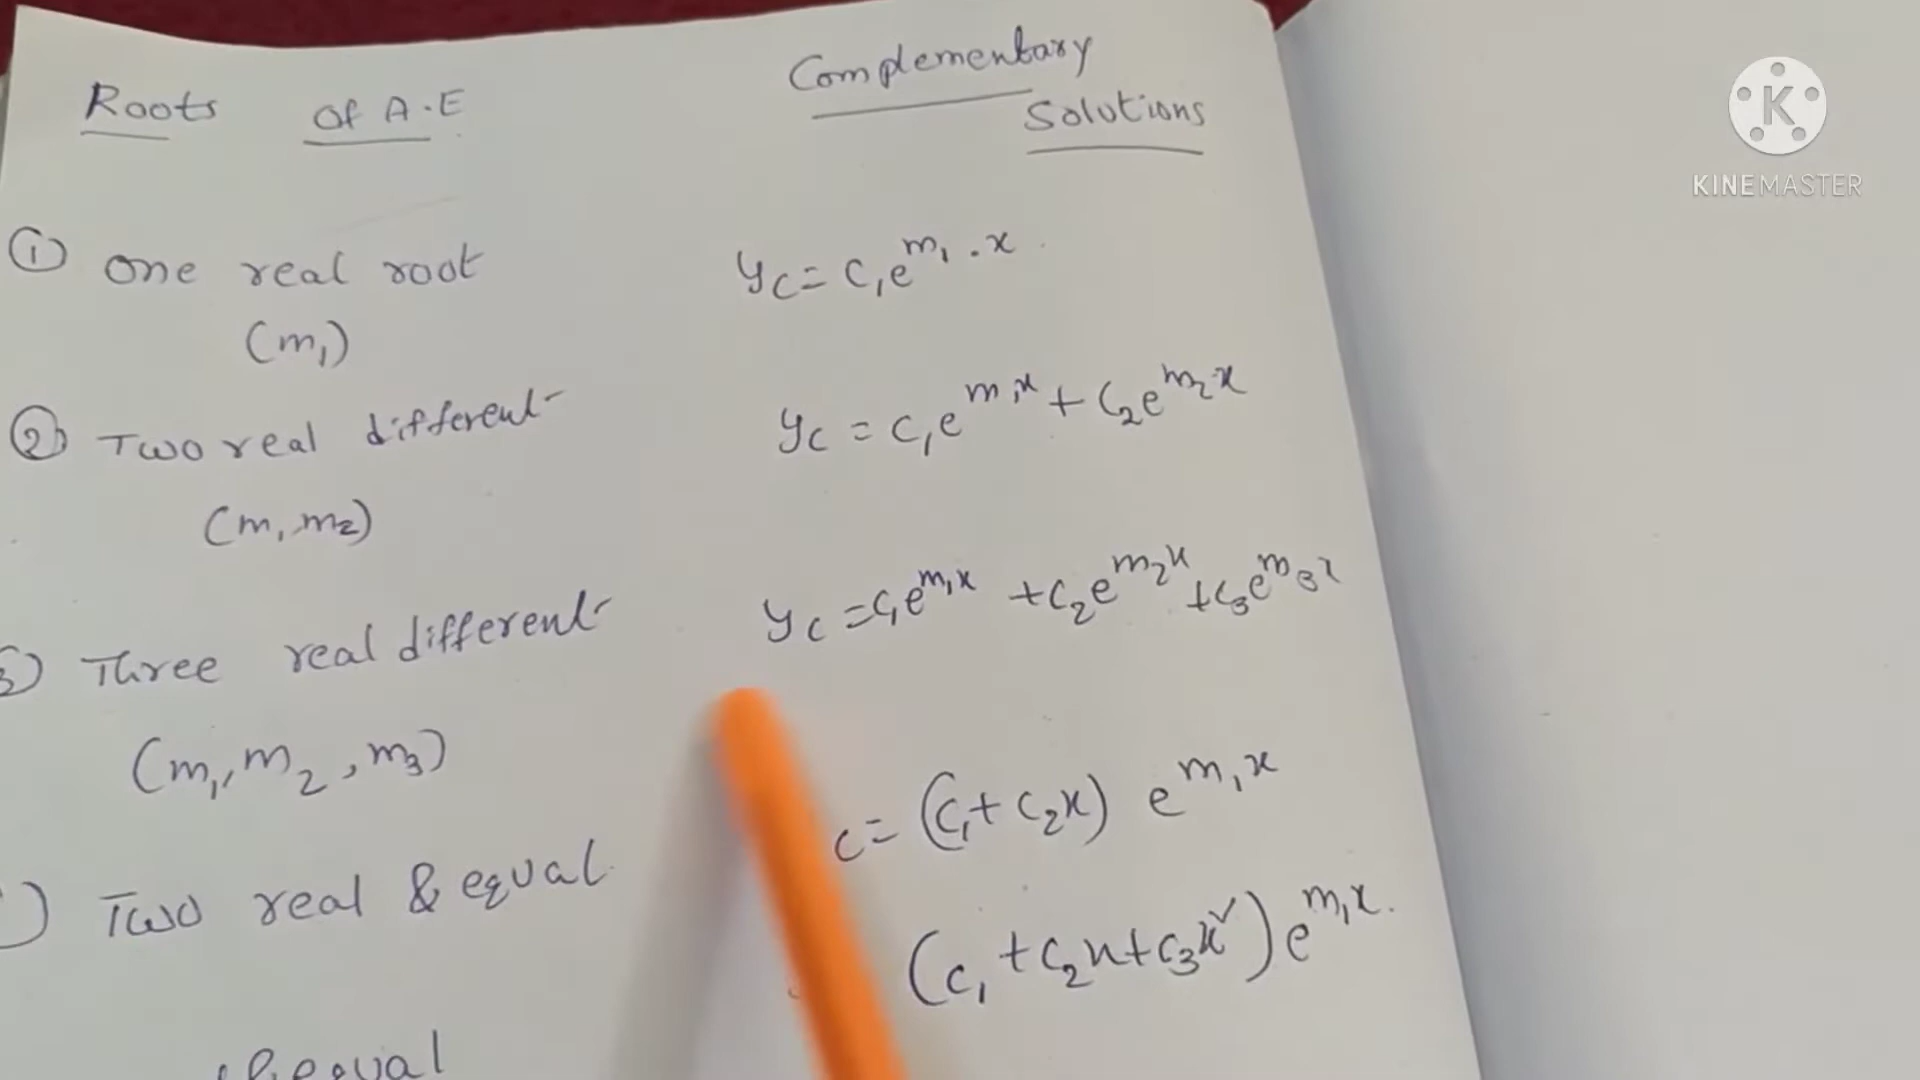 Roots of A.E
Complementary
Solutions
① One real root
y_c = c₁e^{m₁.x}
(m₁)
② Two real different
y_c = c₁e^{m₁x} + c₂e^{m₂x}
(m₁, m₂)
3) Three real different
y_c = c₁e^{m₁x} + c₂e^{m₂x} + c₃e^{m₃x}
(m₁, m₂, m₃)
c = (c₁ + c₂x) e^{m₁x}
) Two real & equal
(c₁ + c₂x + c₃x²) e^{m₁x}.
& equal
K
KINEMASTER